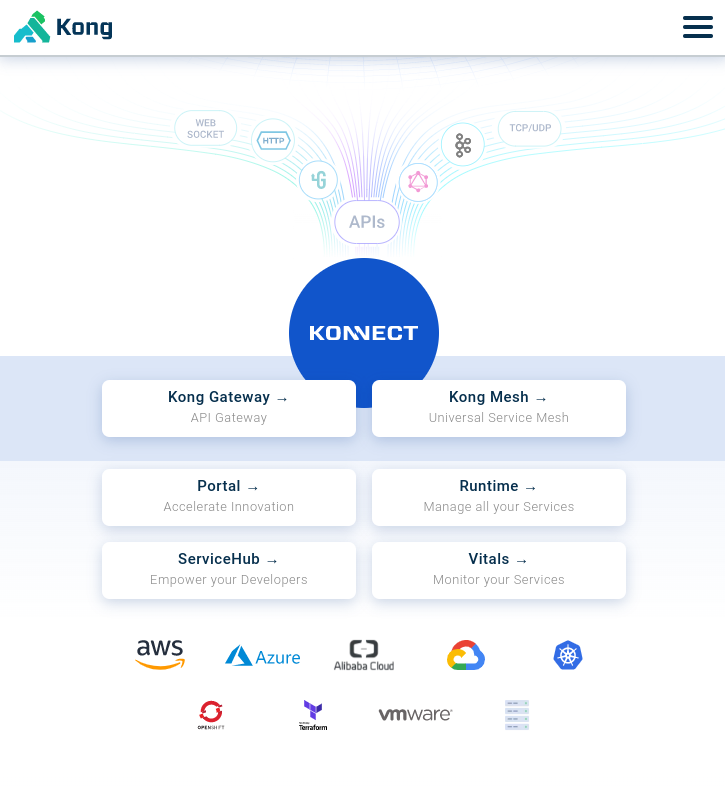 Kong
WEB
SOCKET
HTTP
TCP/UDP
APIs
KONNECT
Kong Gateway →
API Gateway
Kong Mesh →
Universal Service Mesh
Portal →
Accelerate Innovation
Runtime →
Manage all your Services
ServiceHub →
Empower your Developers
Vitals →
Monitor your Services
aws
Azure
Alibaba Cloud
OPENSHIFT
Terraform
vmware